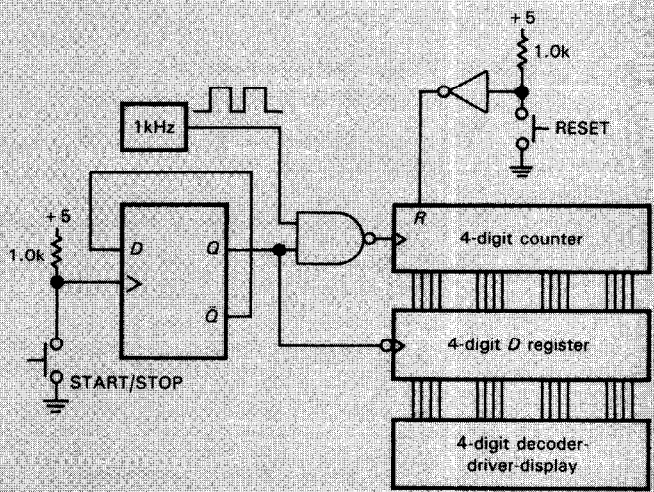 +5
1.0k
1kHz
RESET
R
4-digit counter
+5
1.0k
D
Q
Q̄
4-digit D register
START/STOP
4-digit decoder-
driver-display